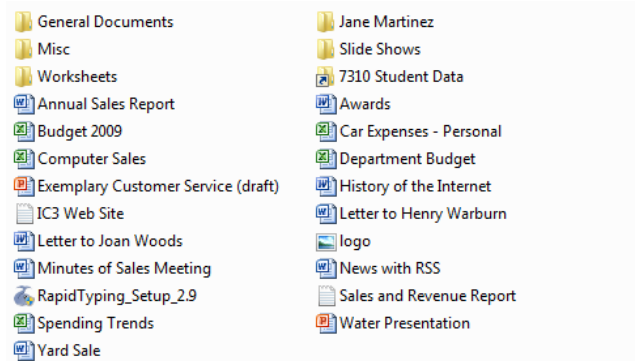 General Documents
Jane Martinez
Misc
Slide Shows
Worksheets
7310 Student Data
Annual Sales Report
Awards
Budget 2009
Car Expenses - Personal
Computer Sales
Department Budget
Exemplary Customer Service (draft)
History of the Internet
IC3 Web Site
Letter to Henry Warburn
Letter to Joan Woods
logo
Minutes of Sales Meeting
News with RSS
RapidTyping_Setup_2.9
Sales and Revenue Report
Spending Trends
Water Presentation
Yard Sale